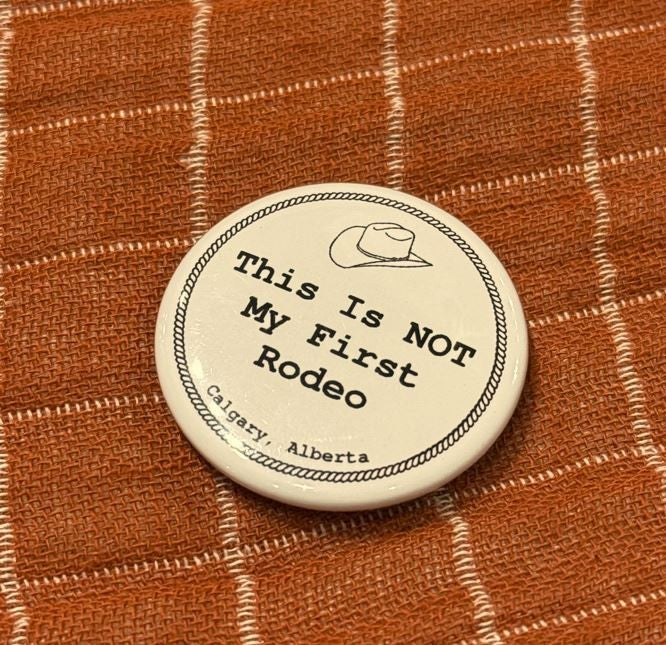 This Is NOT
My First
Rodeo
Calgary, Alberta